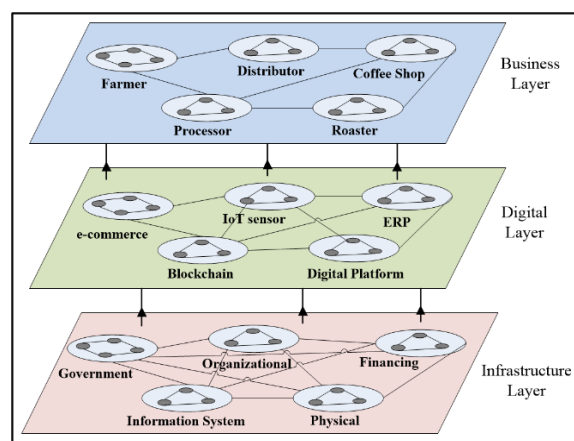 Business
Layer
Farmer
Distributor
Coffee Shop
Processor
Roaster
Digital
Layer
e-commerce
IoT sensor
ERP
Blockchain
Digital Platform
Infrastructure
Layer
Government
Organizational
Financing
Information System
Physical